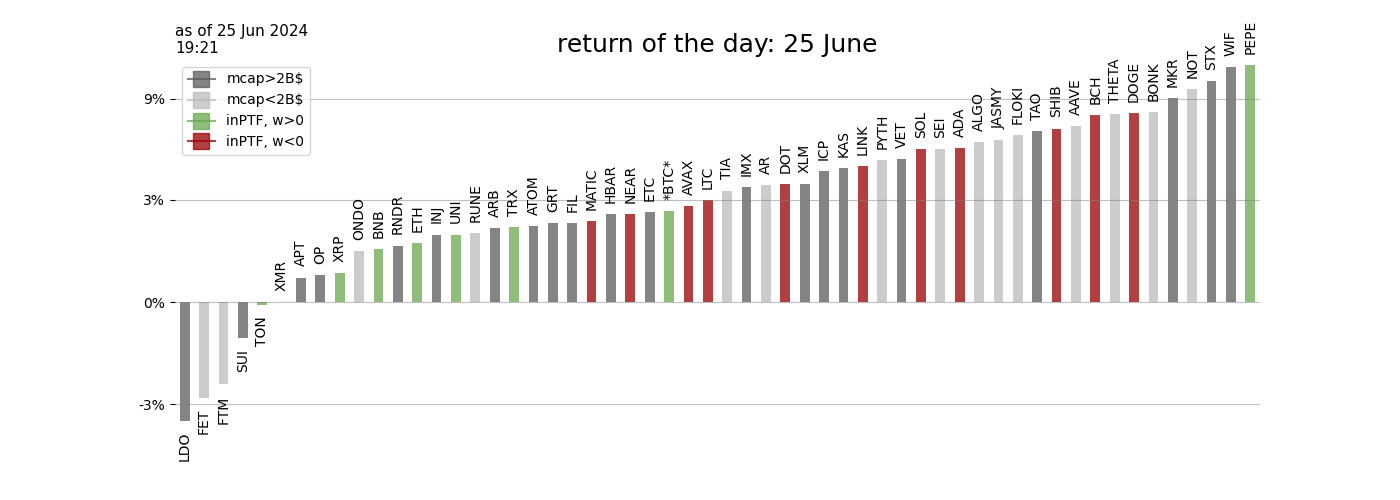 as of 25 Jun 2024
19:21
return of the day: 25 June
mcap>2B$
mcap<2B$
inPTF, w>0
inPTF, w<0
9%
3%
0%
-3%
LDO
FET
FTM
SUI
TON
XMR
APT
OP
XRP
ONDO
BNB
RNDR
ETH
INJ
UNI
RUNE
ARB
TRX
ATOM
GRT
FIL
MATIC
HBAR
NEAR
ETC
*BTC*
AVAX
LTC
TIA
IMX
AR
DOT
XLM
ICP
KAS
LINK
PYTH
VET
SOL
SEI
ADA
ALGO
JASMY
FLOKI
TAO
SHIB
AAVE
BCH
THETA
DOGE
BONK
MKR
NOT
STX
WIF
PEPE